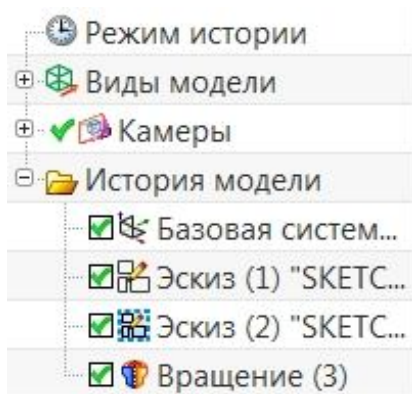 Режим истории
Виды модели
Камеры
История модели
Базовая систем...
Эскиз (1) "SKETC...
Эскиз (2) "SKETC...
Вращение (3)